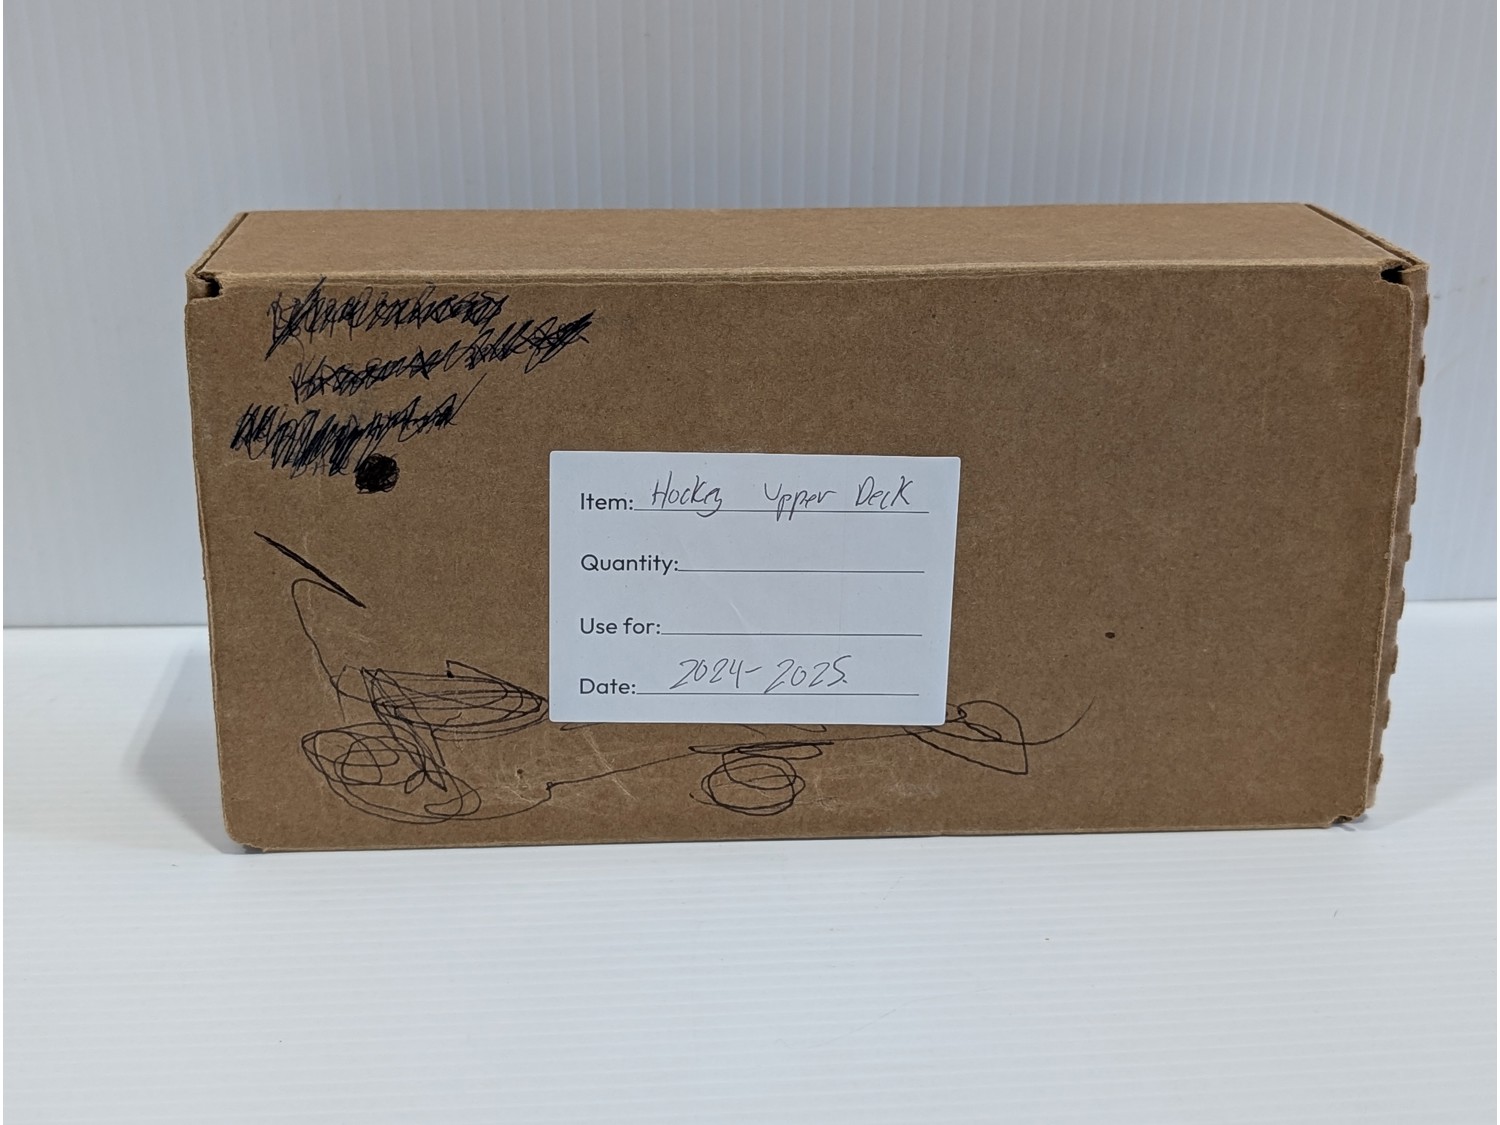 Item: Hockey Upper Deck
Quantity:
Use for:
Date: 2024-2025